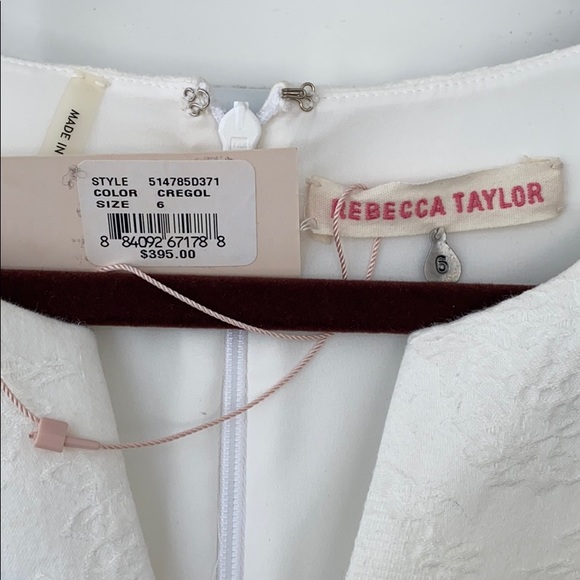 MADE IN
STYLE 514785D371
COLOR CREGOL
SIZE 6
8 84092 67178 8
$395.00
REBECCA TAYLOR
6